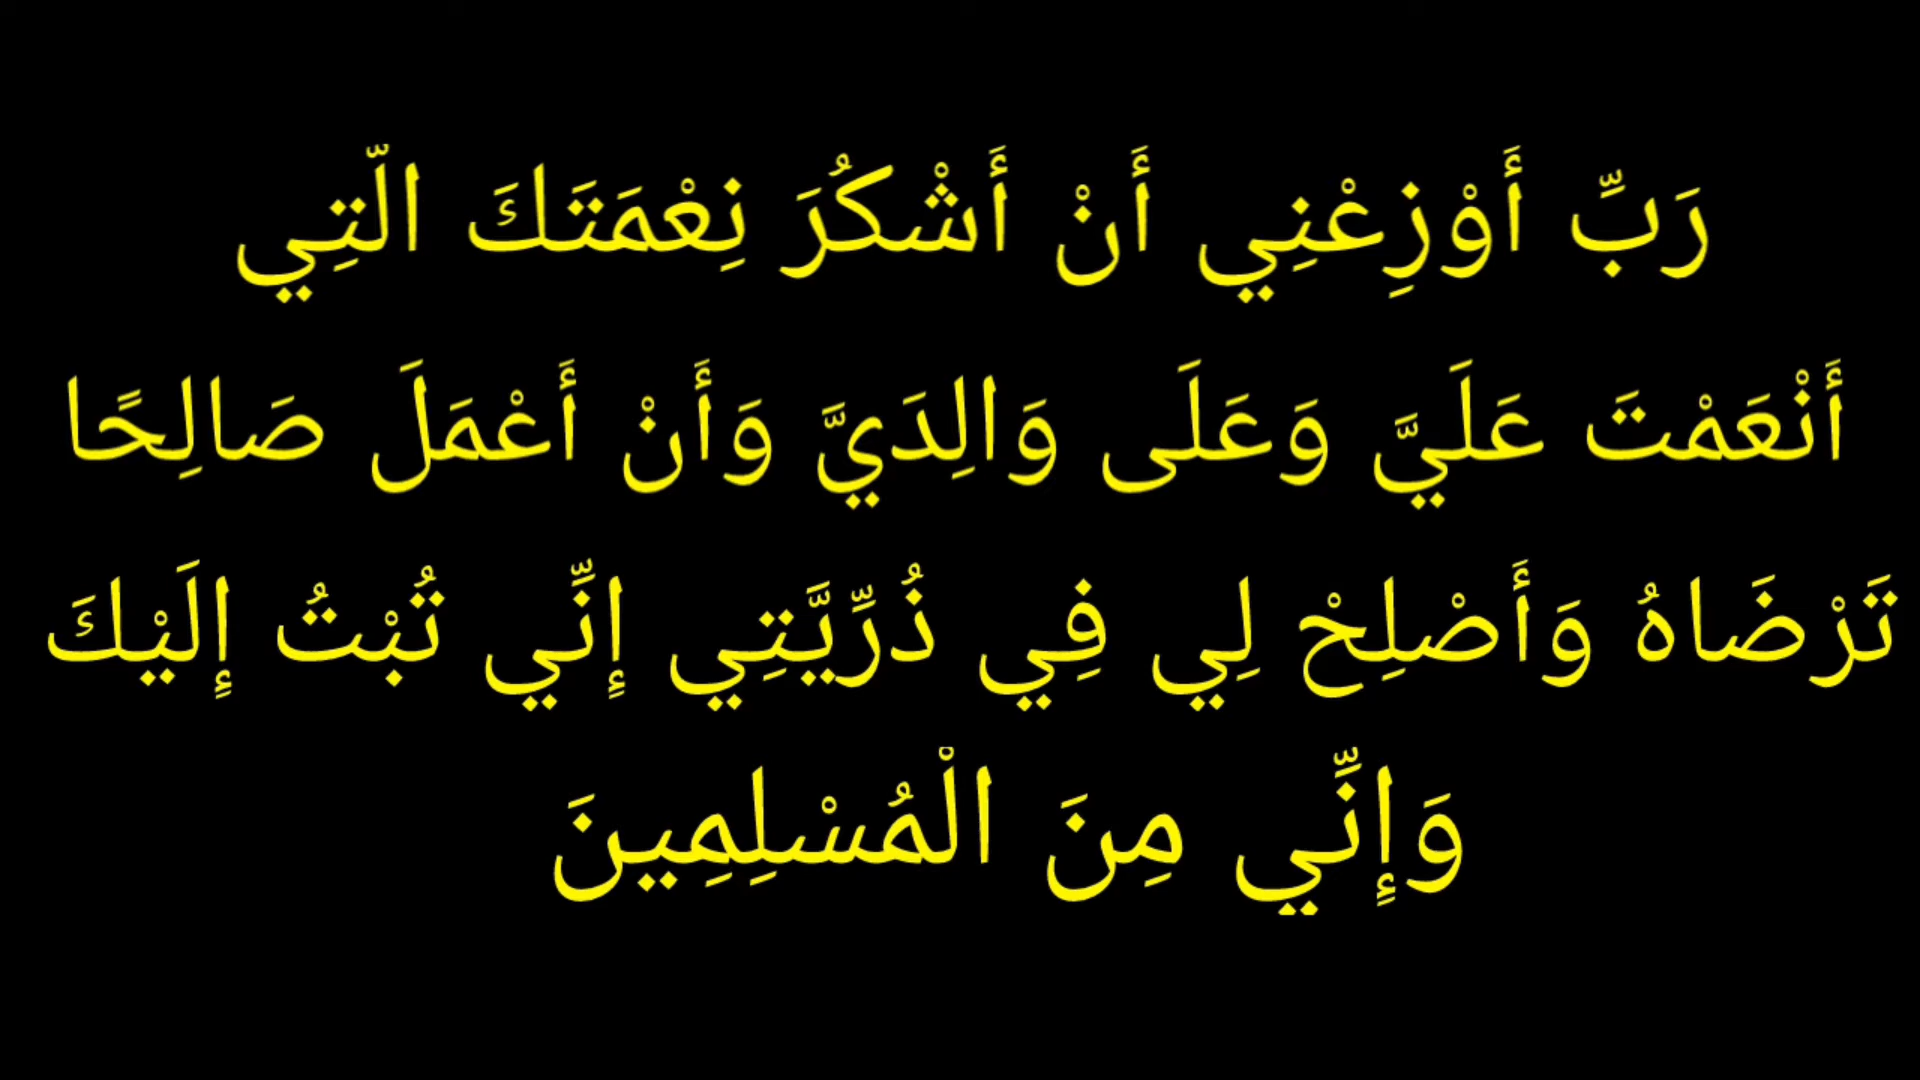 رَبِّ أَوْزِعْنِي أَنْ أَشْكُرَ نِعْمَتَكَ الَّتِي
أَنْعَمْتَ عَلَيَّ وَعَلَى وَالِدَيَّ وَأَنْ أَعْمَلَ صَالِحًا
تَرْضَاهُ وَأَصْلِحْ لِي فِي ذُرِّيَّتِي إِنِّي تُبْتُ إِلَيْكَ
وَإِنِّي مِنَ الْمُسْلِمِينَ